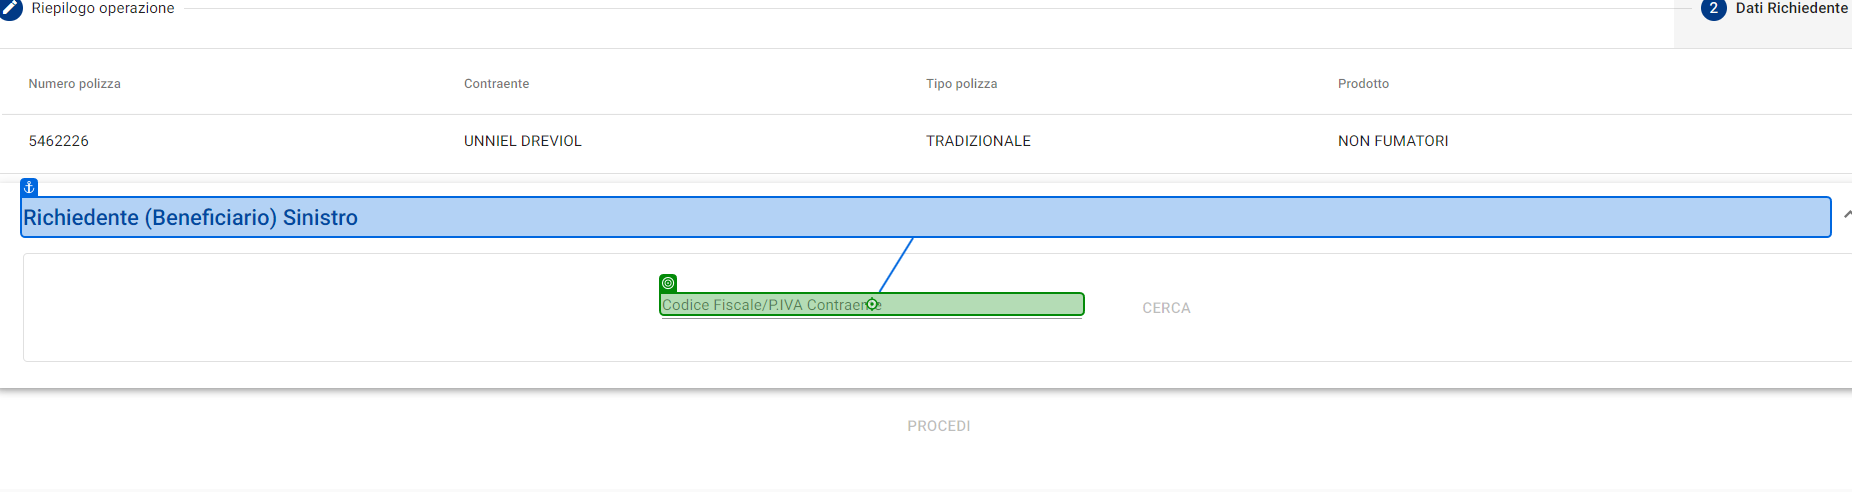 Riepilogo operazione
2 Dati Richiedente
Numero polizza Contraente Tipo polizza Prodotto
5462226 UNNIEL DREVIOL TRADIZIONALE NON FUMATORI
Richiedente (Beneficiario) Sinistro
Codice Fiscale/P.IVA Contraente CERCA
PROCEDI